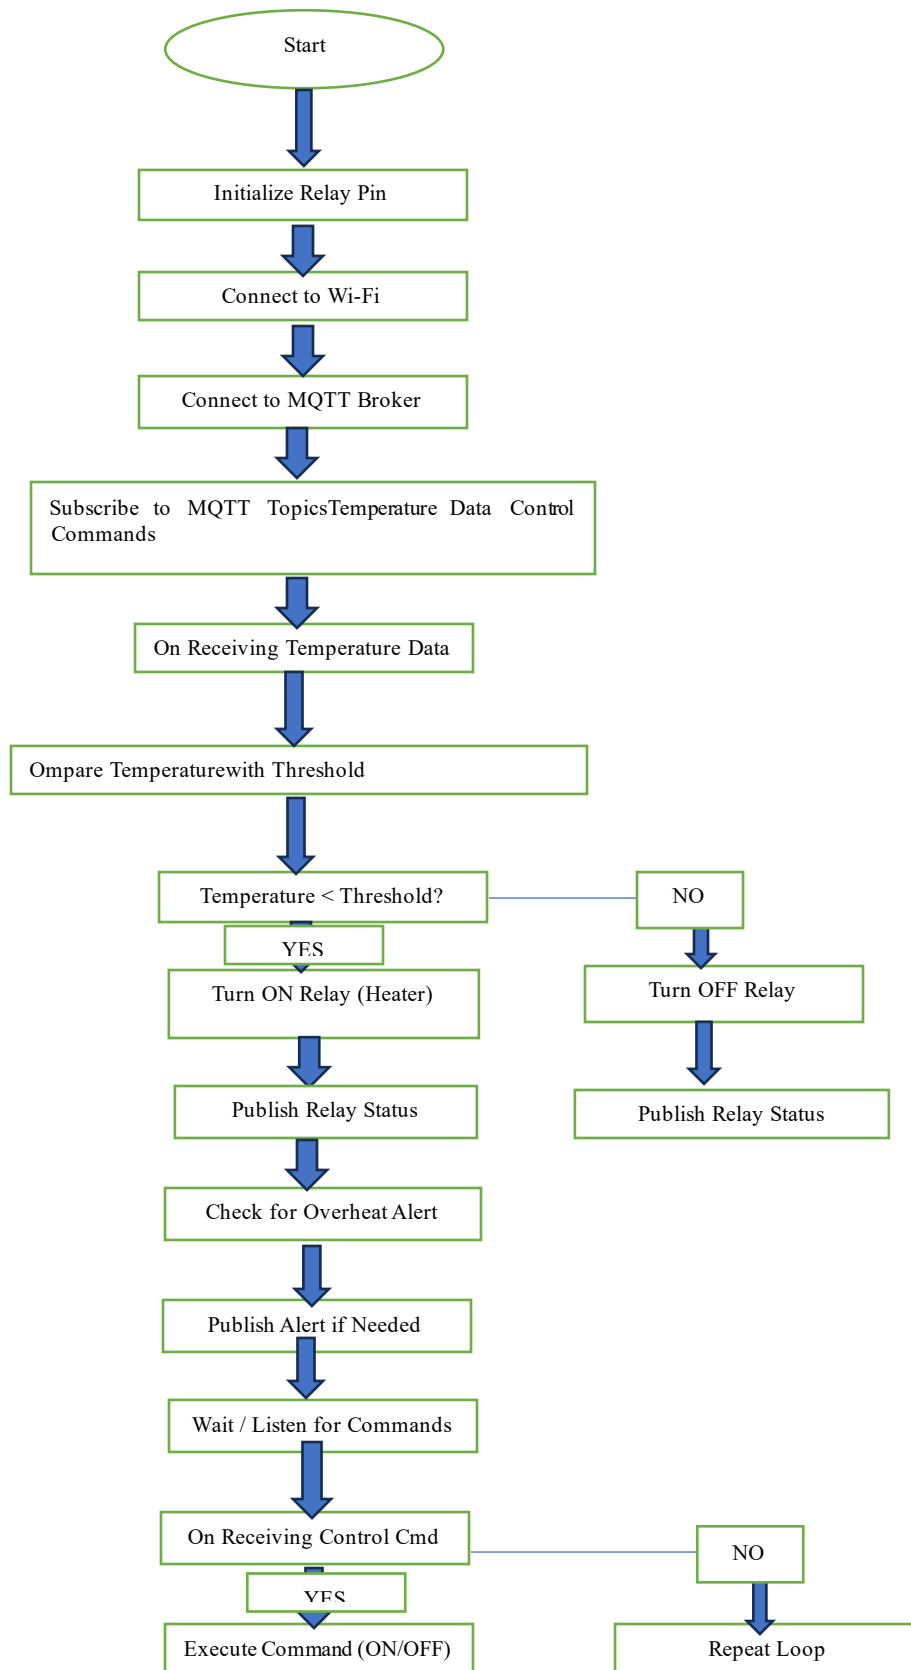 Start
Initialize Relay Pin
Connect to Wi-Fi
Connect to MQTT Broker
Subscribe to MQTT TopicsTemperature Data Control
Commands
On Receiving Temperature Data
Ompare Temperaturewith Threshold
Temperature < Threshold?
NO
YES
Turn ON Relay (Heater)
Turn OFF Relay
Publish Relay Status
Publish Relay Status
Check for Overheat Alert
Publish Alert if Needed
Wait / Listen for Commands
On Receiving Control Cmd
NO
YES
Execute Command (ON/OFF)
Repeat Loop